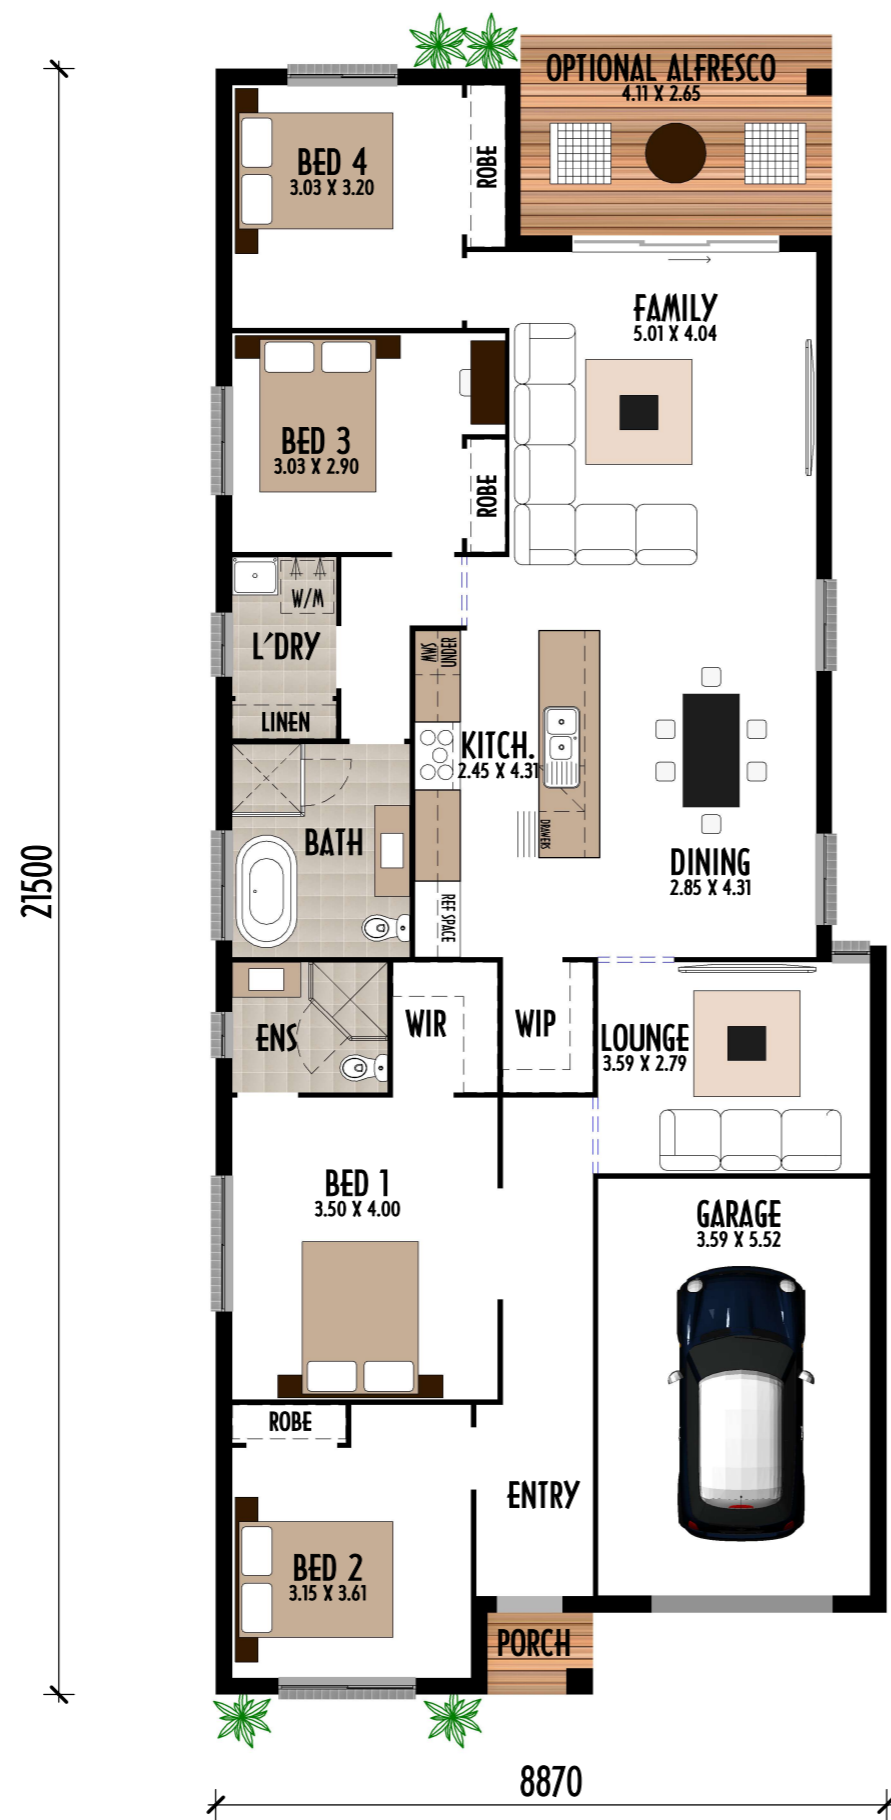 OPTIONAL ALFRESCO
4.11 X 2.65
BED 4
3.03 X 3.20
ROBE
FAMILY
5.01 X 4.04
BED 3
3.03 X 2.90
ROBE
W/M
L'DRY
LINEN
MWS
UNDER
KITCH.
2.45 X 4.31
DRAWERS
BATH
REF SPACE
DINING
2.85 X 4.31
21500
ENS
WIR
WIP
LOUNGE
3.59 X 2.79
BED 1
3.50 X 4.00
GARAGE
3.59 X 5.52
ROBE
ENTRY
BED 2
3.15 X 3.61
PORCH
8870